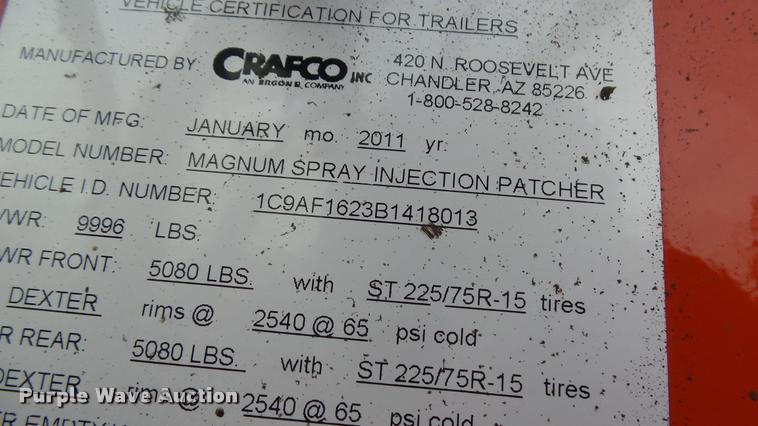 VEHICLE CERTIFICATION FOR TRAILERS
MANUFACTURED BY: CRAFCO INC
AN ERGON COMPANY
420 N. ROOSEVELT AVE
CHANDLER, AZ 85226
1-800-528-8242
DATE OF MFG: JANUARY mo. 2011 yr.
MODEL NUMBER: MAGNUM SPRAY INJECTION PATCHER
EHICLE I.D. NUMBER: 1C9AF1623B1418013
VWR: 9996 LBS.
WR FRONT: 5080 LBS. with ST 225/75R-15 tires
DEXTER rims @ 2540 @ 65 psi cold
R REAR: 5080 LBS. with ST 225/75R-15 tires
DEXTER rims @ 2540 @ 65 psi cold
Purple Wave Auction